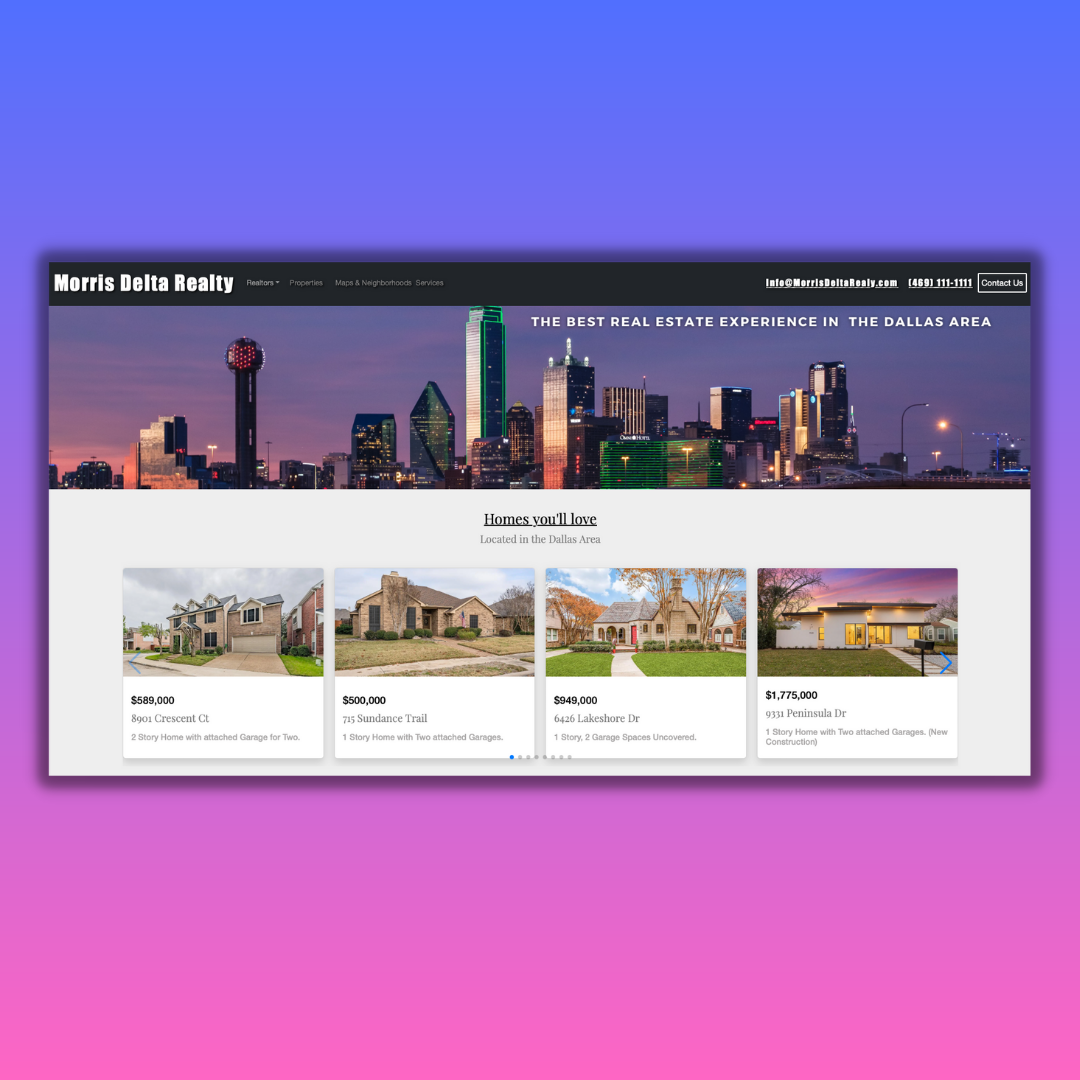 Morris Delta Realty
Realtors Properties Maps & Neighborhoods Services
Info@MorrisDeltaRealy.com (469) 111-1111 Contact Us
THE BEST REAL ESTATE EXPERIENCE IN THE DALLAS AREA
OMNI HOTEL
Homes you'll love
Located in the Dallas Area
$589,000
8901 Crescent Ct
2 Story Home with attached Garage for Two.
$500,000
715 Sundance Trail
1 Story Home with Two attached Garages.
$949,000
6426 Lakeshore Dr
1 Story, 2 Garage Spaces Uncovered.
$1,775,000
9331 Peninsula Dr
1 Story Home with Two attached Garages. (New
Construction)